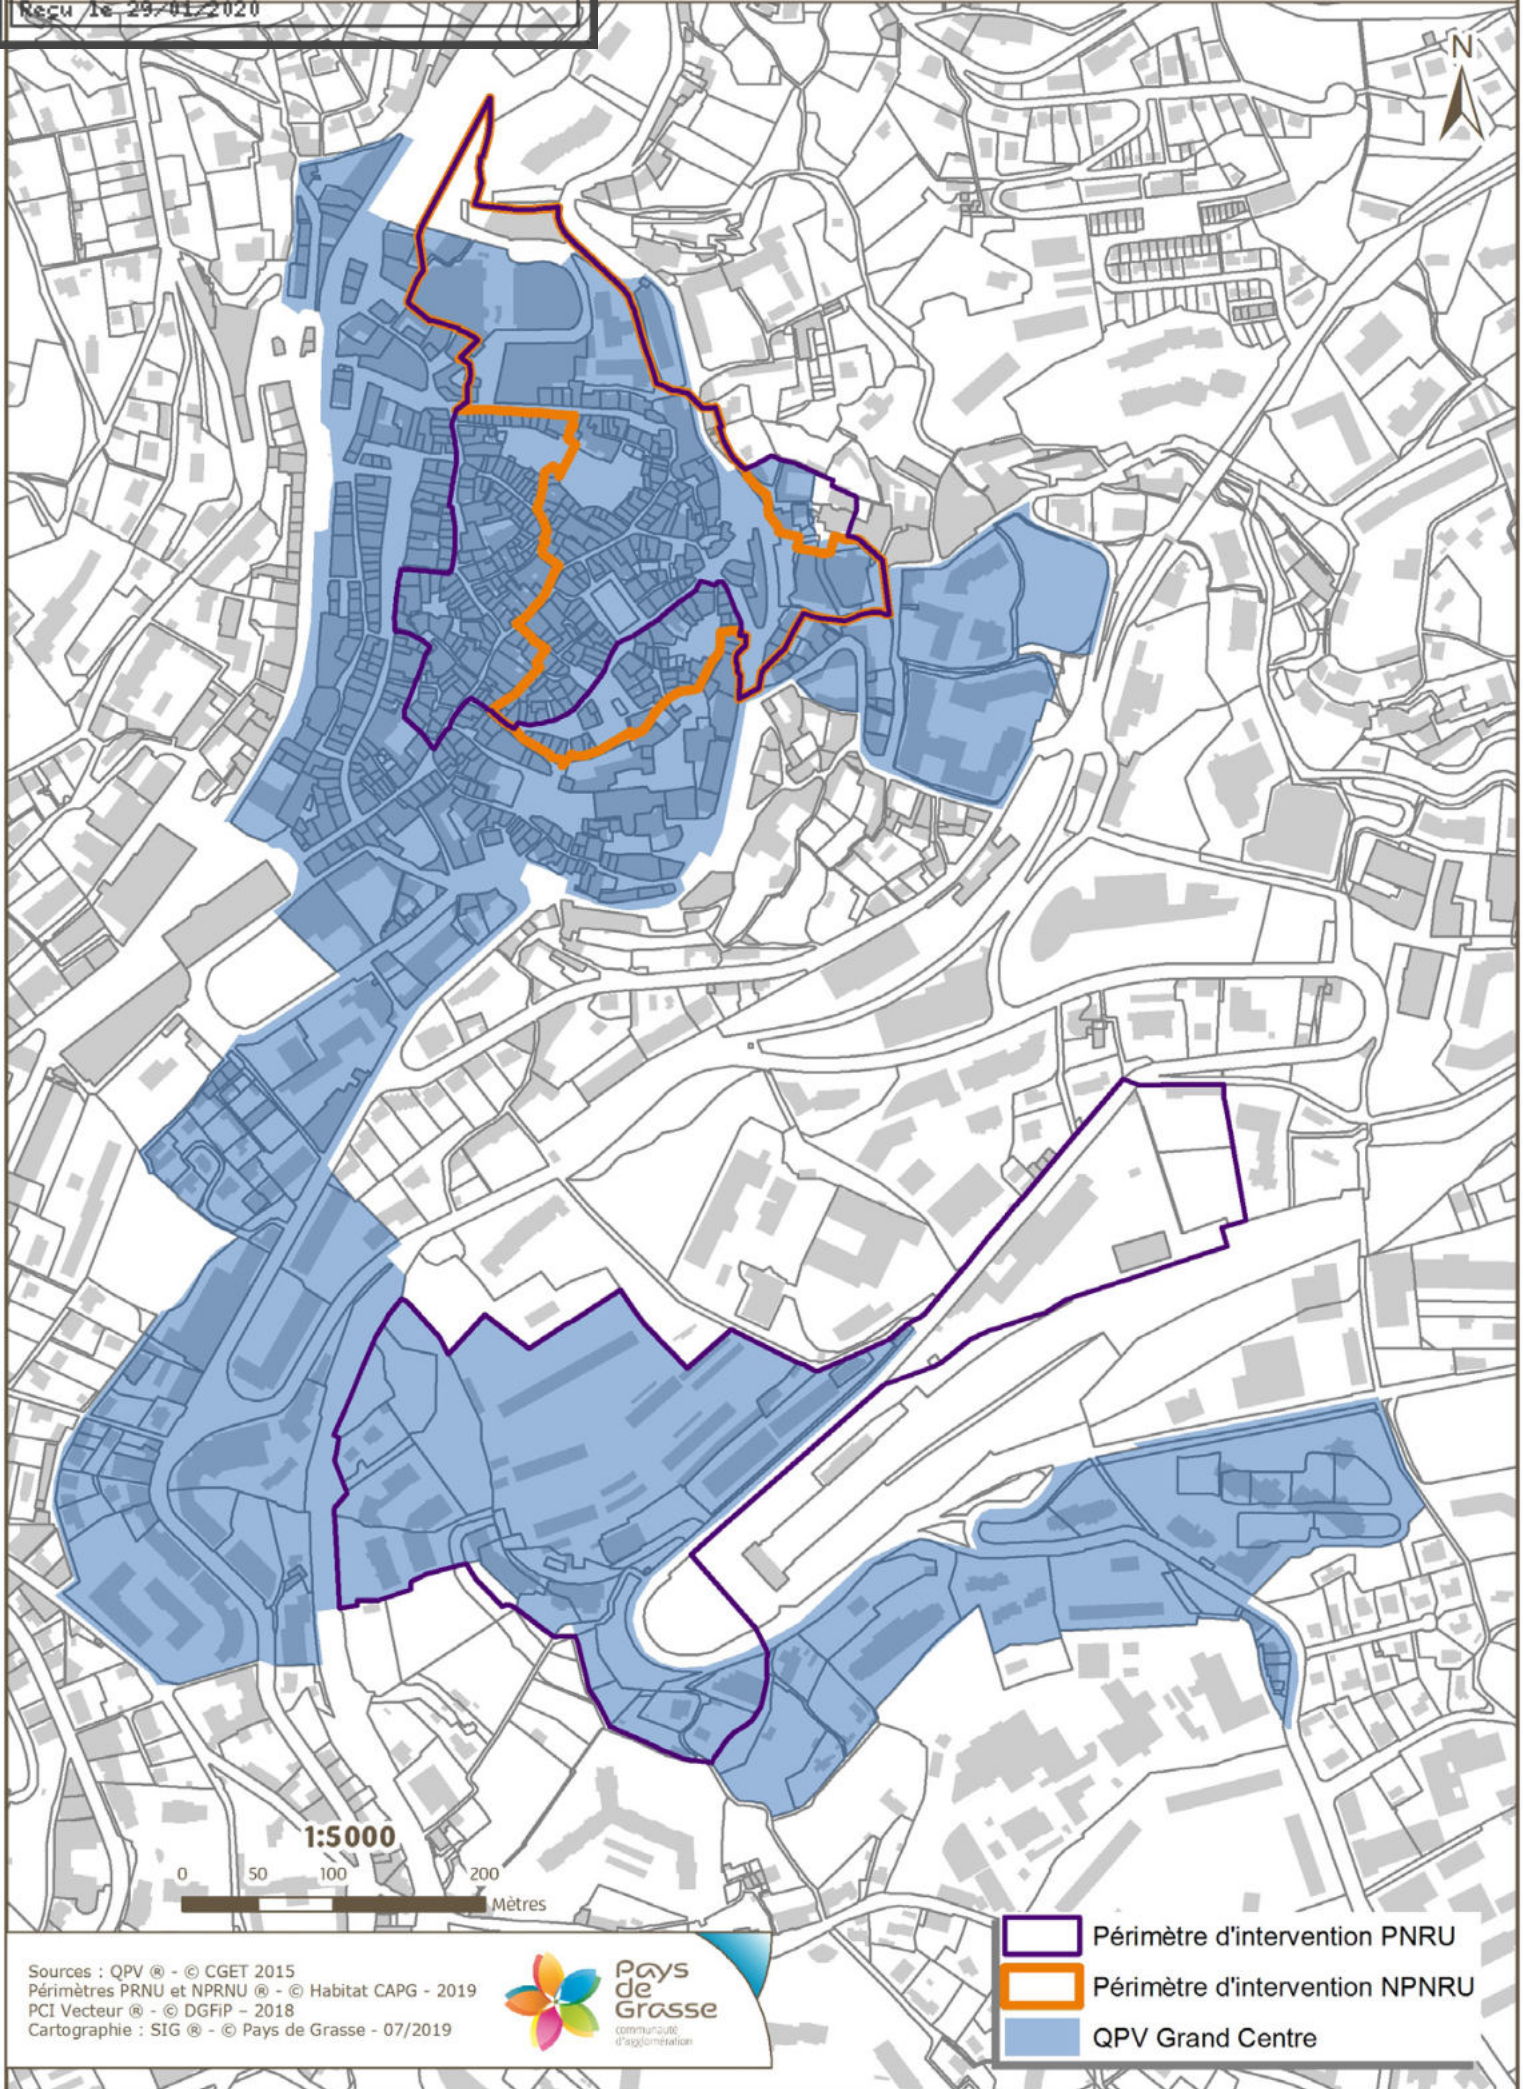 Reçu le 29/01/2020
N
1:5000
0 50 100 200
Mètres
Sources : QPV ® - © CGET 2015
Périmètres PRNU et NPRNU ® - © Habitat CAPG - 2019
PCI Vecteur ® - © DGFiP – 2018
Cartographie : SIG ® - © Pays de Grasse - 07/2019
Pays
de
Grasse
communauté
d'agglomération
Périmètre d'intervention PNRU
Périmètre d'intervention NPNRU
QPV Grand Centre